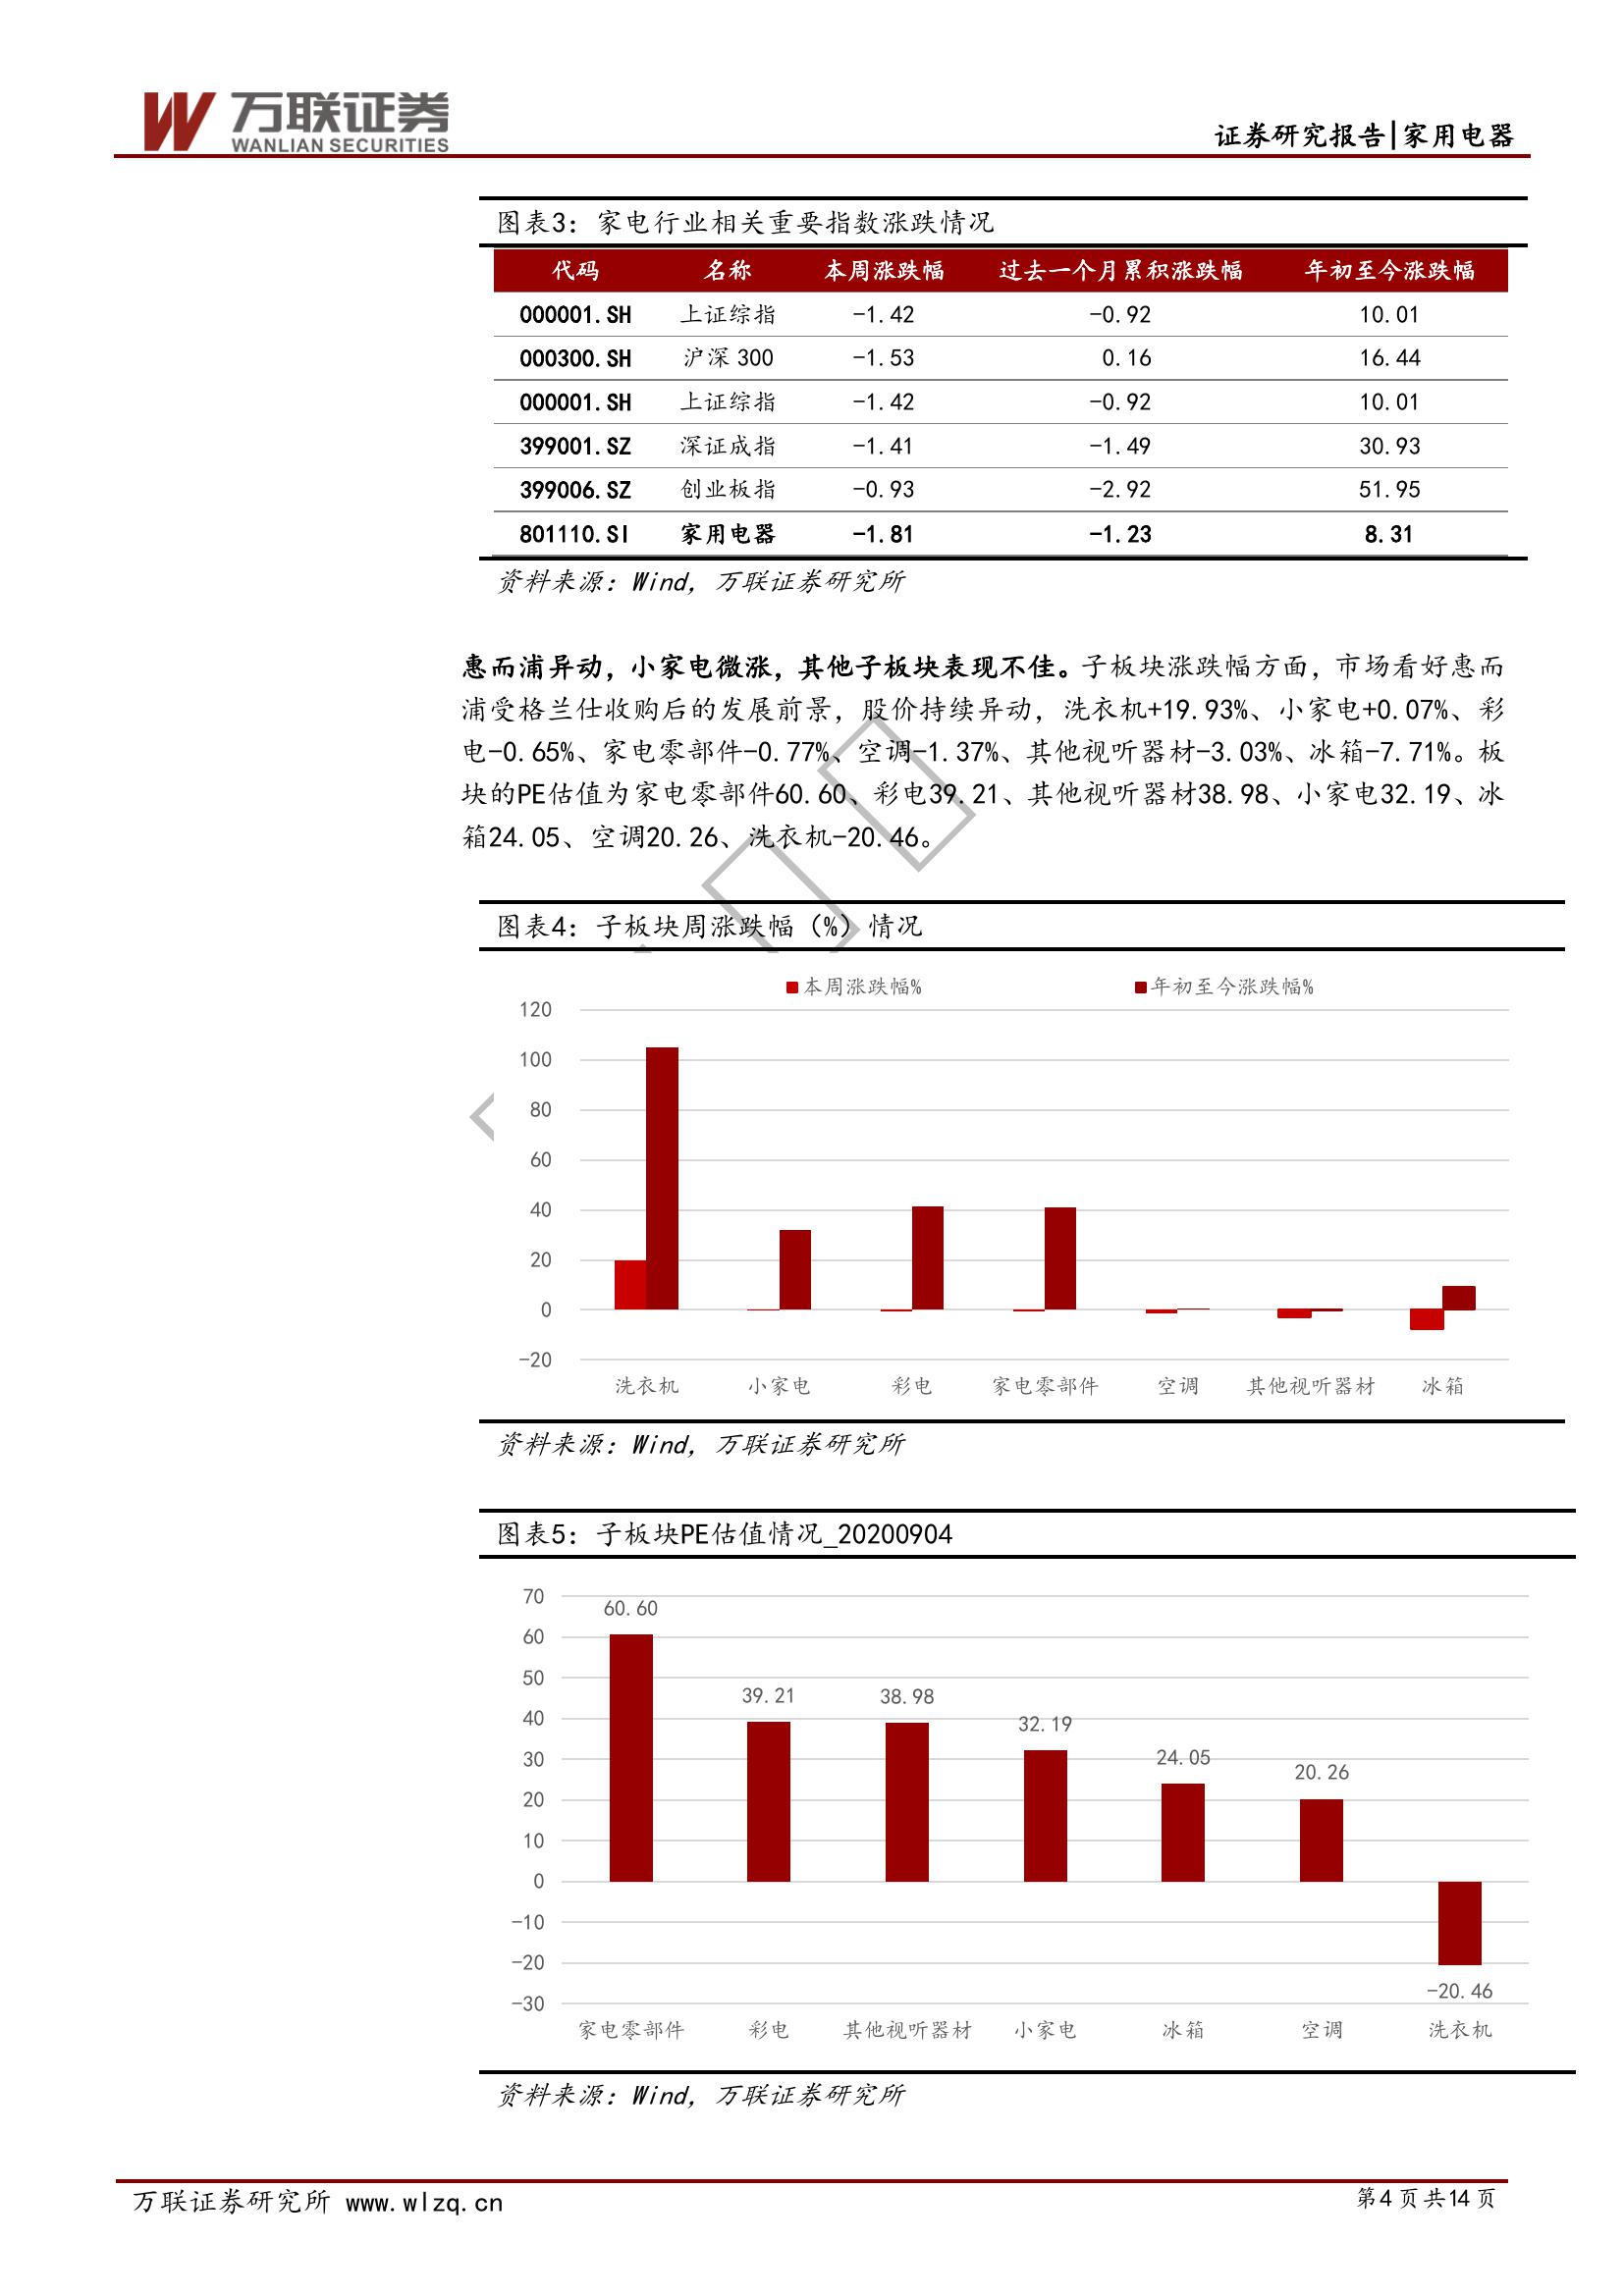 万联证券
WANLIAN SECURITIES
证券研究报告|家用电器
图表3：家电行业相关重要指数涨跌情况
代码 名称 本周涨跌幅 过去一个月累积涨跌幅 年初至今涨跌幅
000001.SH 上证综指 -1.42 -0.92 10.01
000300.SH 沪深 300 -1.53 0.16 16.44
000001.SH 上证综指 -1.42 -0.92 10.01
399001.SZ 深证成指 -1.41 -1.49 30.93
399006.SZ 创业板指 -0.93 -2.92 51.95
801110.SI 家用电器 -1.81 -1.23 8.31
资料来源：Wind，万联证券研究所
惠而浦异动，小家电微涨，其他子板块表现不佳。子板块涨跌幅方面，市场看好惠而
浦受格兰仕收购后的发展前景，股价持续异动，洗衣机+19.93%、小家电+0.07%、彩
电-0.65%、家电零部件-0.77%、空调-1.37%、其他视听器材-3.03%、冰箱-7.71%。板
块的PE估值为家电零部件60.60、彩电39.21、其他视听器材38.98、小家电32.19、冰
箱24.05、空调20.26、洗衣机-20.46。
图表4：子板块周涨跌幅（%）情况
本周涨跌幅% 年初至今涨跌幅%
120
100
80
60
40
20
0
-20
洗衣机 小家电 彩电 家电零部件 空调 其他视听器材 冰箱
资料来源：Wind，万联证券研究所
图表5：子板块PE估值情况_20200904
70
60
50
40
30
20
10
0
-10
-20
-30
60.60
39.21
38.98
32.19
24.05
20.26
-20.46
家电零部件 彩电 其他视听器材 小家电 冰箱 空调 洗衣机
资料来源：Wind，万联证券研究所
万联证券研究所 www.wlzq.cn
第4页共14页